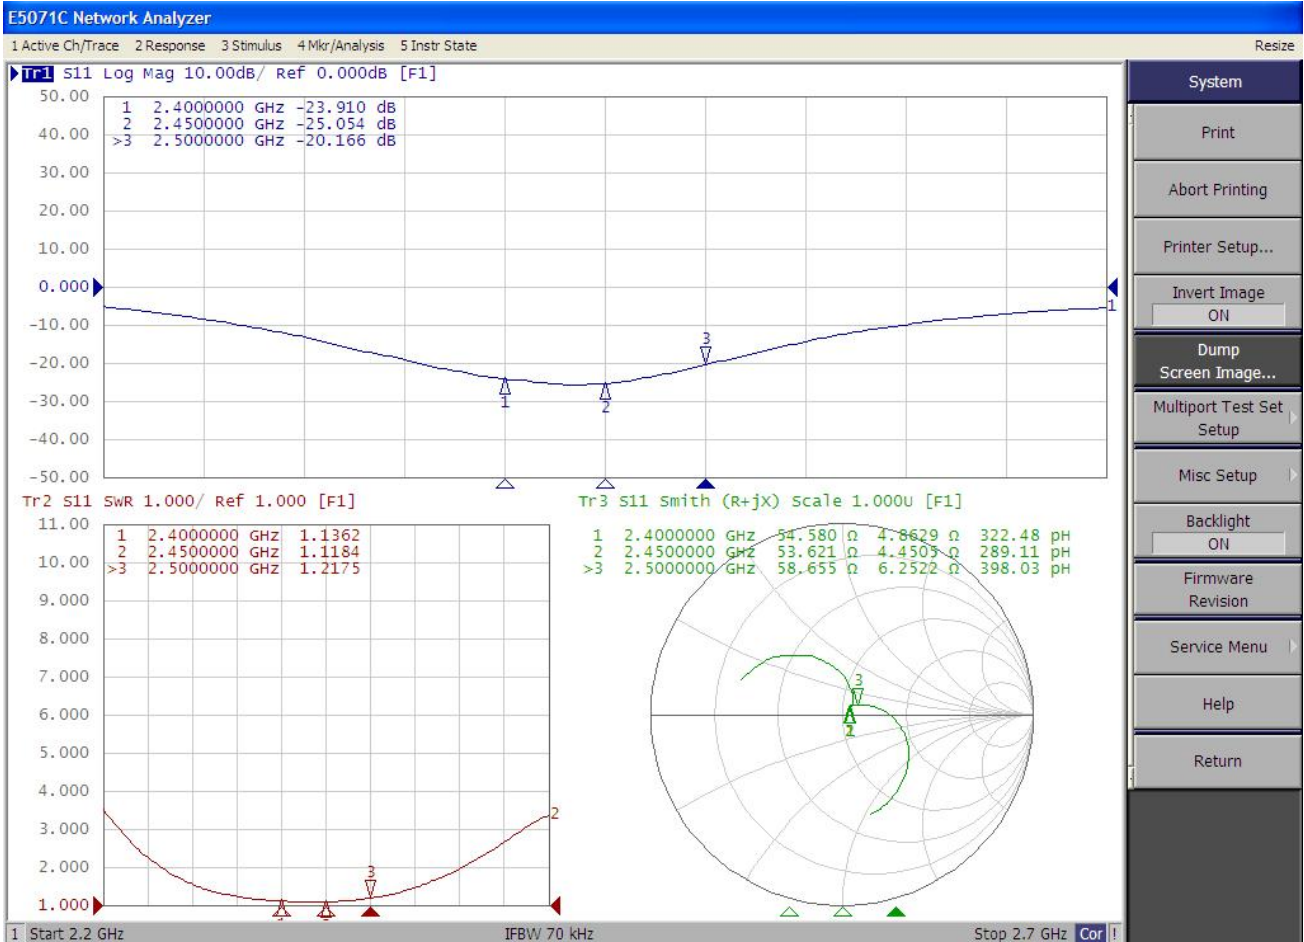 E5071C Network Analyzer
1 Active Ch/Trace 2 Response 3 Stimulus 4 Mkr/Analysis 5 Instr State Resize
Tr1 S11 Log Mag 10.00dB/ Ref 0.000dB [F1]
50.00
40.00
30.00
20.00
10.00
0.000
-10.00
-20.00
-30.00
-40.00
-50.00
1 2.4000000 GHz -23.910 dB
2 2.4500000 GHz -25.054 dB
>3 2.5000000 GHz -20.166 dB
1
2
3
1
Tr2 S11 SWR 1.000/ Ref 1.000 [F1]
11.00
10.00
9.000
8.000
7.000
6.000
5.000
4.000
3.000
2.000
1.000
1 2.4000000 GHz 1.1362
2 2.4500000 GHz 1.1184
>3 2.5000000 GHz 1.2175
3
2
Tr3 S11 Smith (R+jX) Scale 1.000U [F1]
1 2.4000000 GHz 54.580 Ω 4.8629 Ω 322.48 pH
2 2.4500000 GHz 53.621 Ω 4.4505 Ω 289.11 pH
>3 2.5000000 GHz 58.655 Ω 6.2522 Ω 398.03 pH
3
1 Start 2.2 GHz IFBW 70 kHz Stop 2.7 GHz Cor !
System
Print
Abort Printing
Printer Setup...
Invert Image
ON
Dump
Screen Image...
Multiport Test Set
Setup
Misc Setup
Backlight
ON
Firmware
Revision
Service Menu
Help
Return